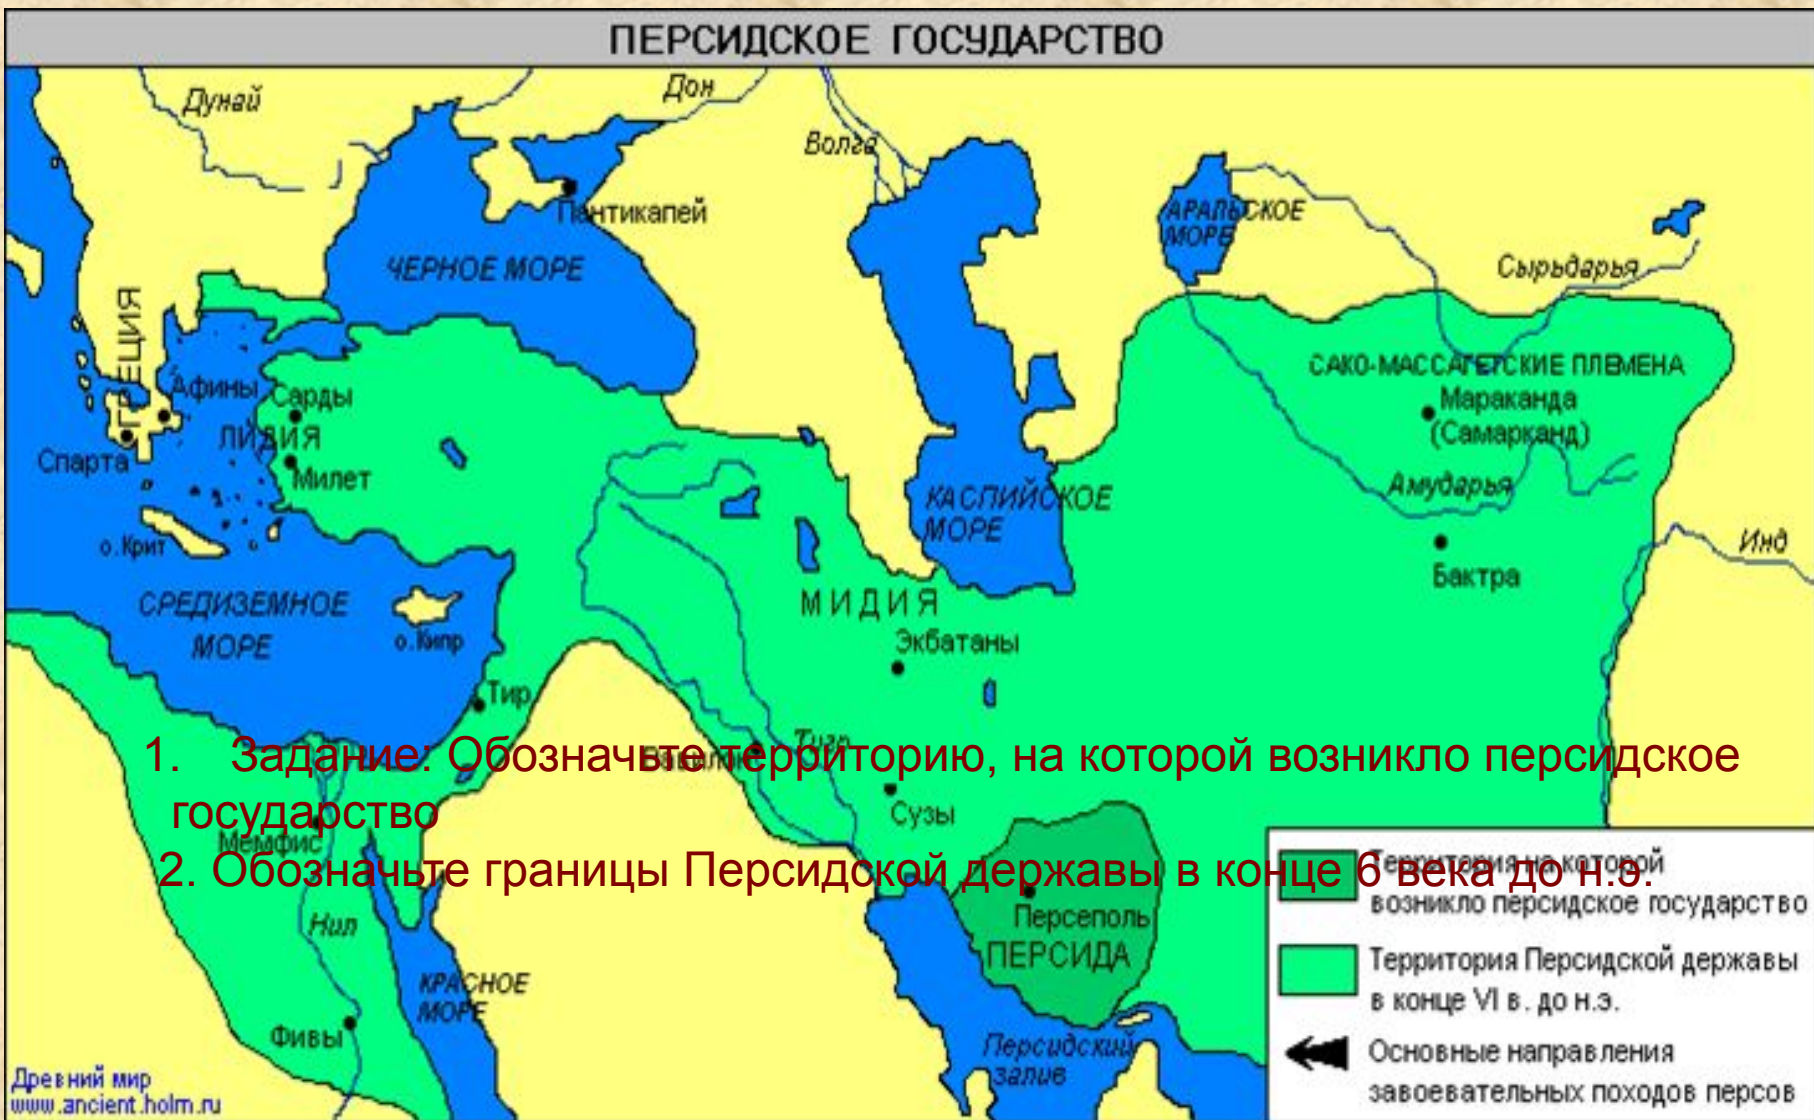 ПЕРСИДСКОЕ ГОСУДАРСТВО
Дунай
Дон
Волга
Пантикапей
АРАЛЬСКОЕ
МОРЕ
ЧЕРНОЕ МОРЕ
Сырьдарья
ГРЕЦИЯ
САКО-МАССАГЕТСКИЕ ПЛЕМЕНА
Афины
Сарды
Мараканда
(Самарканд)
ЛИДИЯ
Спарта
Милет
Амударья
КАСПИЙСКОЕ
МОРЕ
о.Крит
Инд
Бактра
СРЕДИЗЕМНОЕ
МОРЕ
о.Кипр
МИДИЯ
Экбатаны
Тир
Тигр
Вавилон
1. Задание: Обозначьте территорию, на которой возникло персидское
государство
Сузы
Мемфис
2. Обозначьте границы Персидской державы в конце 6 века до н.э.
Нил
Персеполь
ПЕРСИДА
КРАСНОЕ
МОРЕ
Фивы
Персидский
залив
Территория на которой
возникло персидское государство
Территория Персидской державы
в конце VI в. до н.э.
Основные направления
завоевательных походов персов
Древний мир
www.ancient.holm.ru